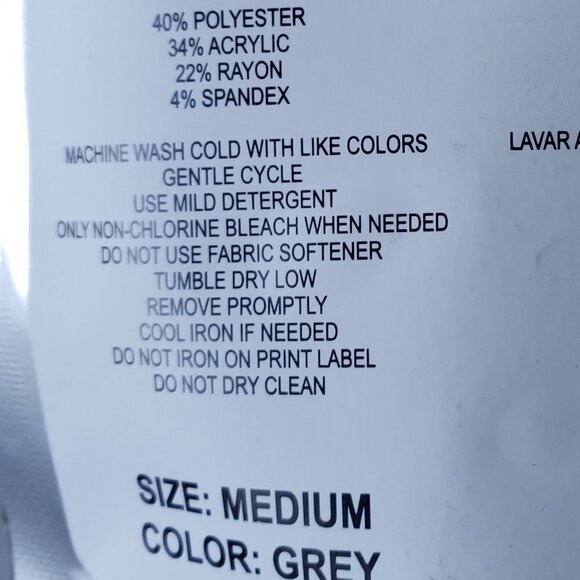 40% POLYESTER
34% ACRYLIC
22% RAYON
4% SPANDEX
MACHINE WASH COLD WITH LIKE COLORS
GENTLE CYCLE
USE MILD DETERGENT
ONLY NON-CHLORINE BLEACH WHEN NEEDED
DO NOT USE FABRIC SOFTENER
TUMBLE DRY LOW
REMOVE PROMPTLY
COOL IRON IF NEEDED
DO NOT IRON ON PRINT LABEL
DO NOT DRY CLEAN
SIZE: MEDIUM
COLOR: GREY
LAVAR A